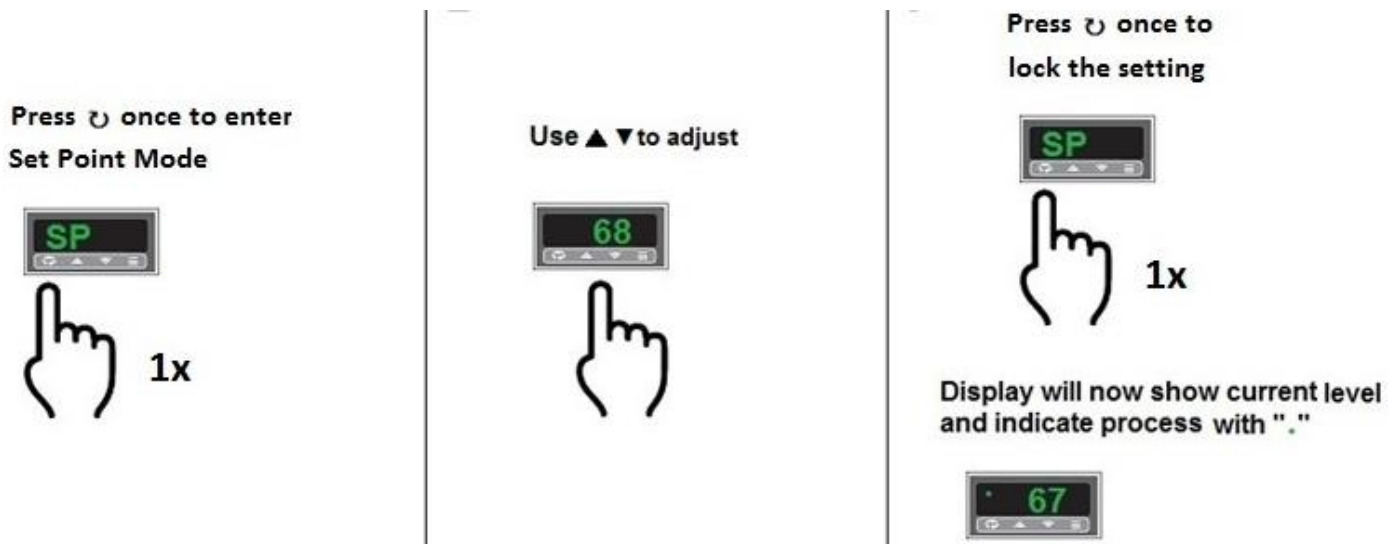 Press ↻ once to enter
Set Point Mode
SP
1x
Use ▲ ▼ to adjust
68
Press ↻ once to
lock the setting
SP
1x
Display will now show current level
and indicate process with "."
67